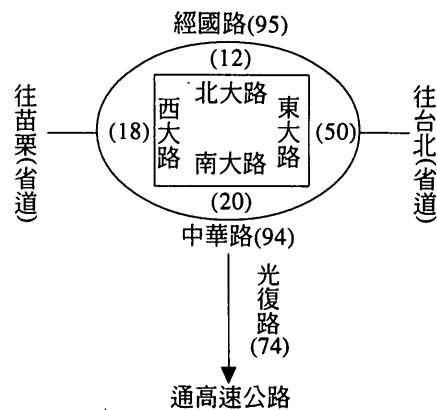 經國路(95)
(12)
北大路
往苗栗(省道)
(18)
西大路
東大路
(50)
往台北(省道)
南大路
(20)
中華路(94)
光復路(74)
通高速公路